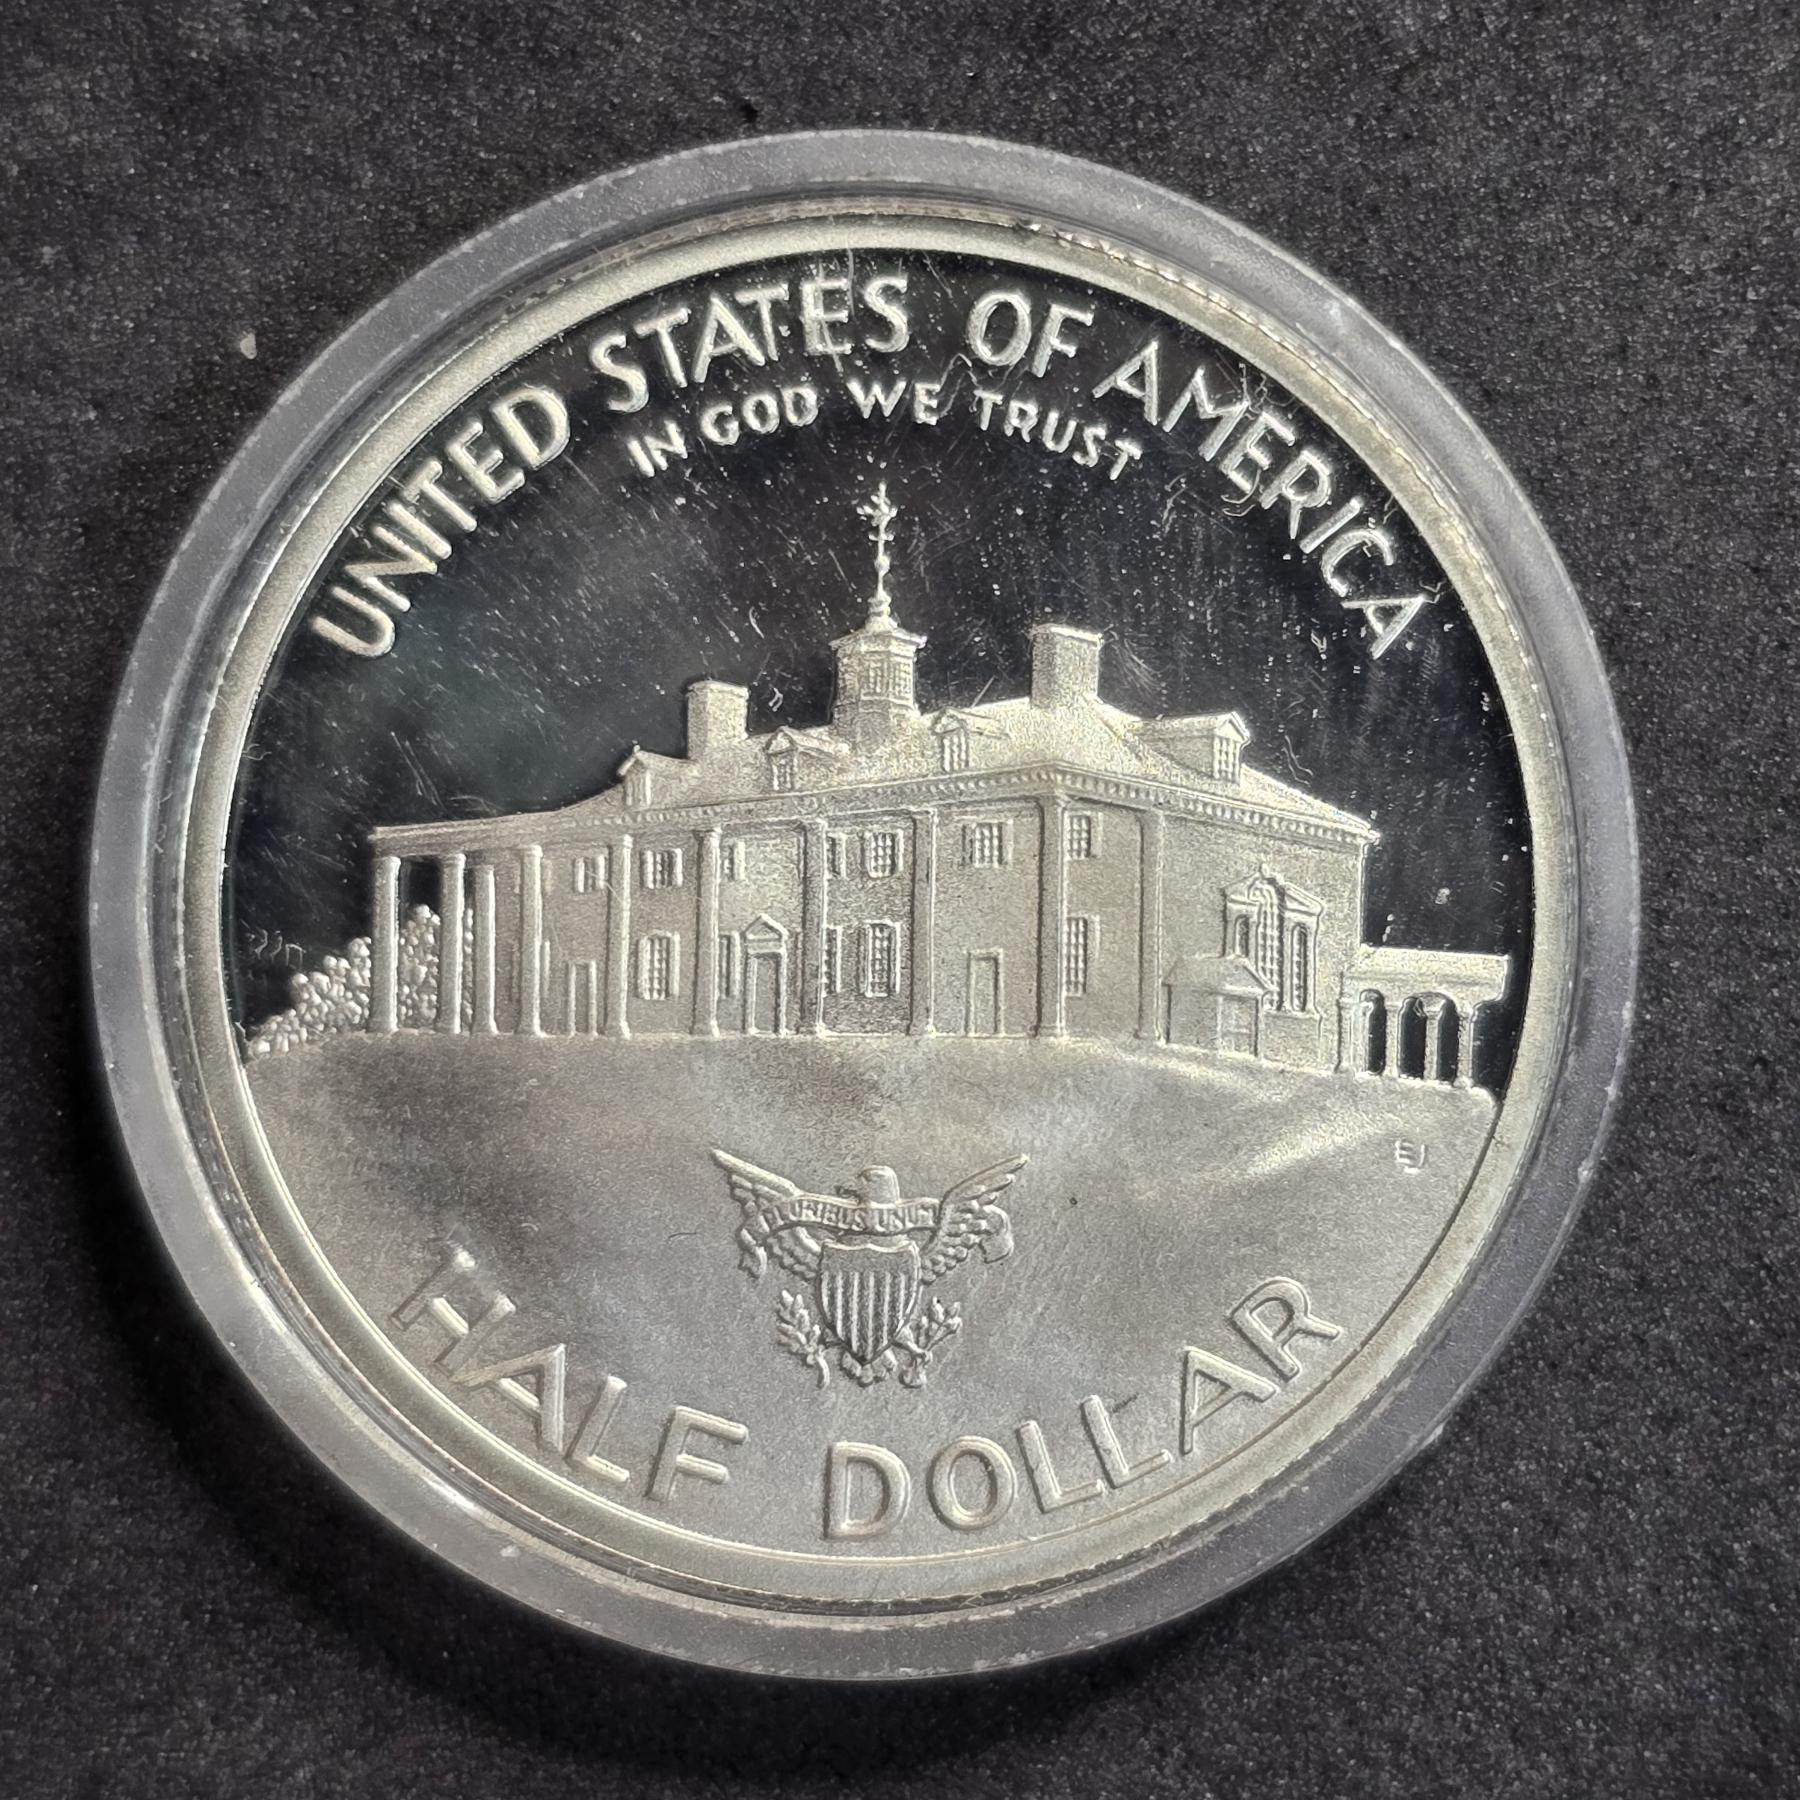 UNITED STATES OF AMERICA
IN GOD WE TRUST
EJ
PLURIBUS UNUM
HALF DOLLAR